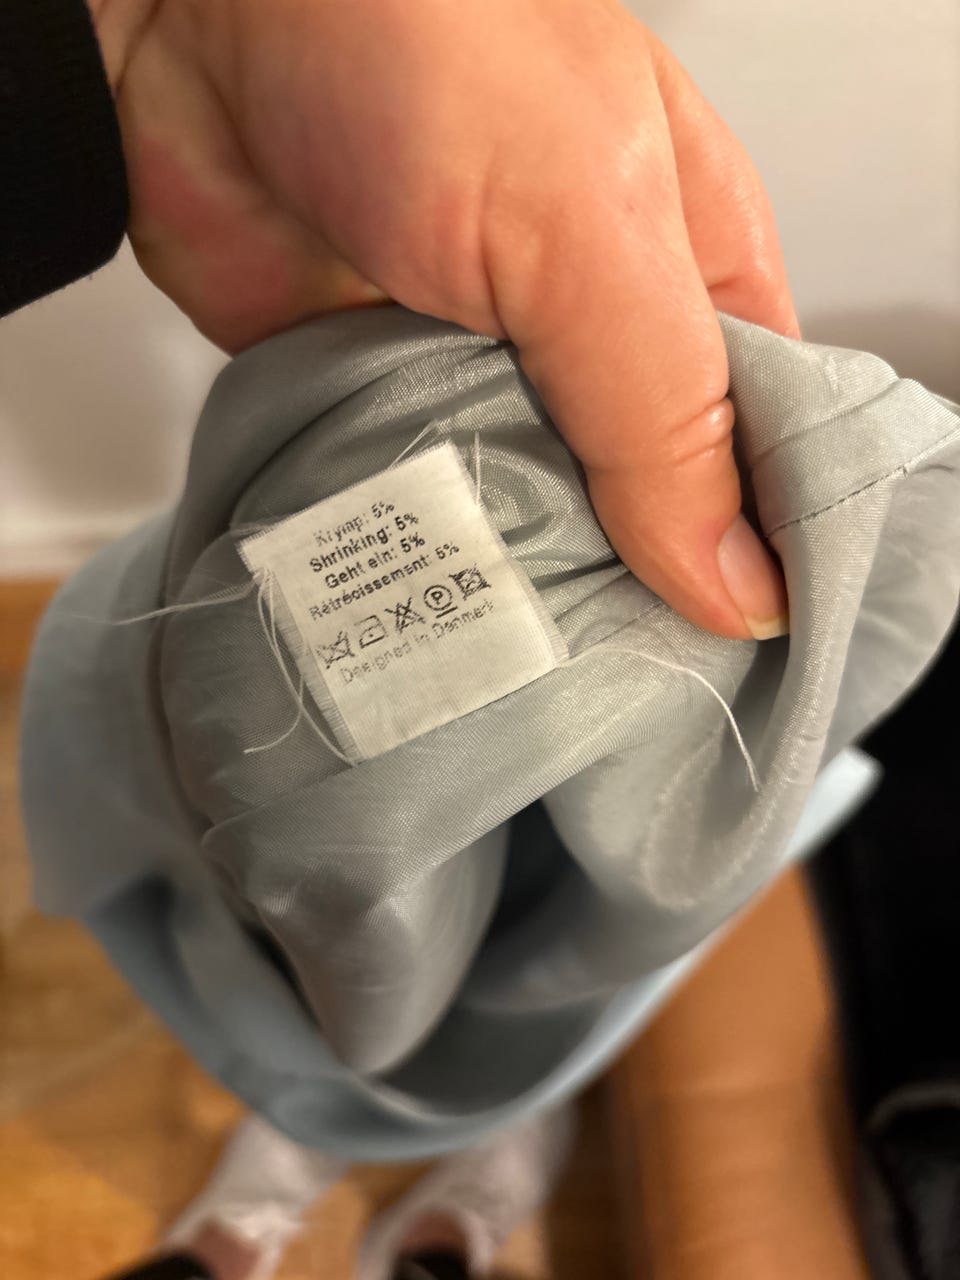 Krymp: 5%
Shrinking: 5%
Geht ein: 5%
Rétrécissement: 5%
P
Designed in Denmark